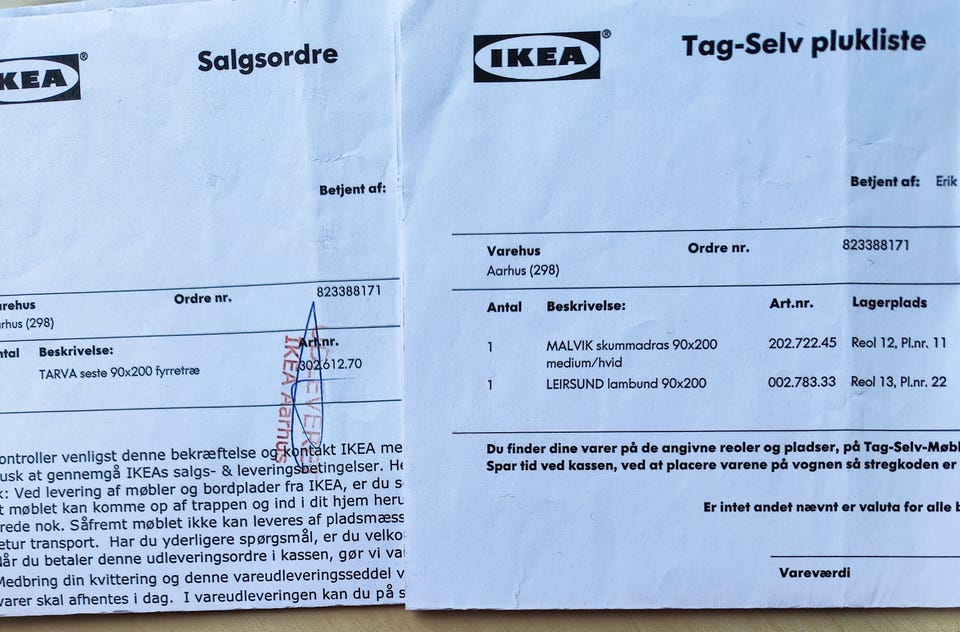 KEA®
Salgsordre
Betjent af:
rehus
Ordre nr.
823388171
rhus (298)
ntal
Beskrivelse:
Art.nr.
TARVA seste 90x200 fyrretræ
302.612.70
IKEA Aarhus
ontroller venligst denne bekræftelse og kontakt IKEA me
usk at gennemgå IKEAs salgs- & leveringsbetingelser. He
k: Ved levering af møbler og bordplader fra IKEA, er du s
t møblet kan komme op af trappen og ind i dit hjem heru
rede nok. Såfremt møblet ikke kan leveres af pladsmæss
etur transport. Har du yderligere spørgsmål, er du velko
Når du betaler denne udleveringsordre i kassen, gør vi va
Medbring din kvittering og denne vareudleveringsseddel v
varer skal afhentes i dag. I vareudleveringen kan du på s
IKEA®
Tag-Selv plukliste
Betjent af: Erik
Varehus
Ordre nr.
823388171
Aarhus (298)
Antal
Beskrivelse:
Art.nr.
Lagerplads
1 MALVIK skummadras 90x200 202.722.45 Reol 12, Pl.nr. 11
medium/hvid
1 LEIRSUND lambund 90x200 002.783.33 Reol 13, Pl.nr. 22
Du finder dine varer på de angivne reoler og pladser, på Tag-Selv-Møbl
Spar tid ved kassen, ved at placere varene på vognen så stregkoden er
Er intet andet nævnt er valuta for alle b
Vareværdi